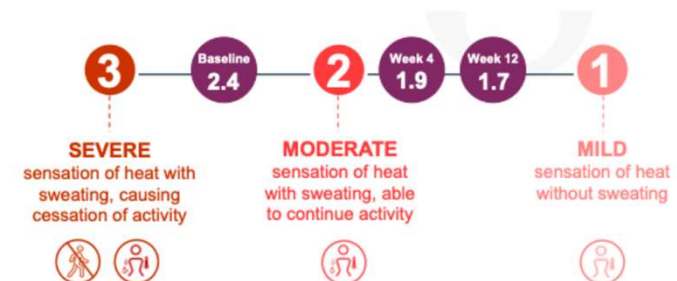 3
Baseline
2.4
2
Week 4
1.9
Week 12
1.7
1
SEVERE
sensation of heat with
sweating, causing
cessation of activity
MODERATE
sensation of heat
with sweating, able
to continue activity
MILD
sensation of heat
without sweating